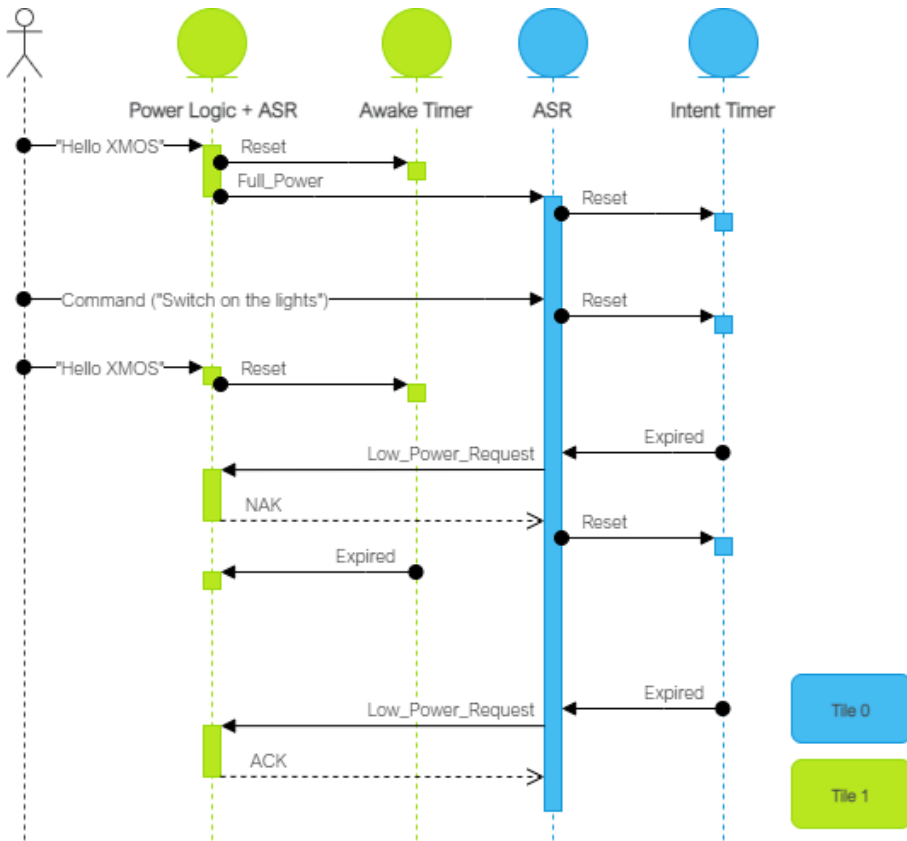 Power Logic + ASR
Awake Timer
ASR
Intent Timer
"Hello XMOS"
Reset
Full_Power
Reset
Command ("Switch on the lights")
Reset
"Hello XMOS"
Reset
Expired
Low_Power_Request
NAK
Reset
Expired
Expired
Low_Power_Request
ACK
Tile 0
Tile 1